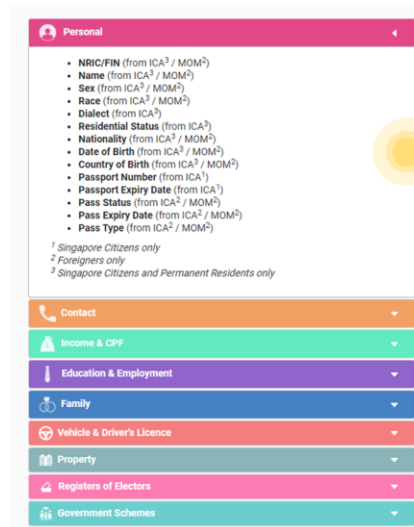 Personal
NRIC/FIN (from ICA³ / MOM²)
Name (from ICA³ / MOM²)
Sex (from ICA³ / MOM²)
Race (from ICA³ / MOM²)
Dialect (from ICA³)
Residential Status (from ICA³)
Nationality (from ICA³ / MOM²)
Date of Birth (from ICA³ / MOM²)
Country of Birth (from ICA³ / MOM²)
Passport Number (from ICA¹)
Passport Expiry Date (from ICA¹)
Pass Status (from ICA² / MOM²)
Pass Expiry Date (from ICA² / MOM²)
Pass Type (from ICA² / MOM²)
¹ Singapore Citizens only
² Foreigners only
³ Singapore Citizens and Permanent Residents only
Contact
Income & CPF
Education & Employment
Family
Vehicle & Driver's Licence
Property
Registers of Electors
Government Schemes